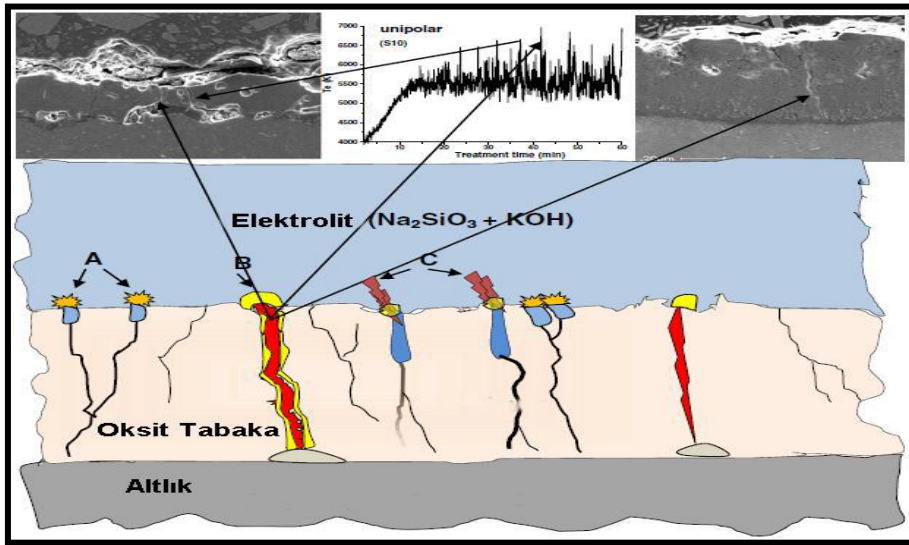 unipolar
(S10)
Te (K)
7000
6500
6000
5500
5000
4500
4000
10
20
30
40
50
60
Treatment time (min)
Elektrolit (Na₂SiO₃ + KOH)
A
B
C
Oksit Tabaka
Altlık